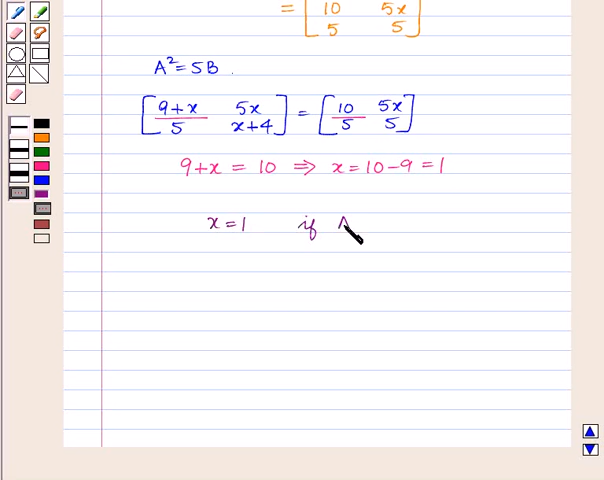 = [10 5x
5 5]
A² = 5B.
[9+x 5x
5 x+4] = [10 5x
5 5]
9+x = 10 ⇒ x = 10-9 = 1
x = 1 if A